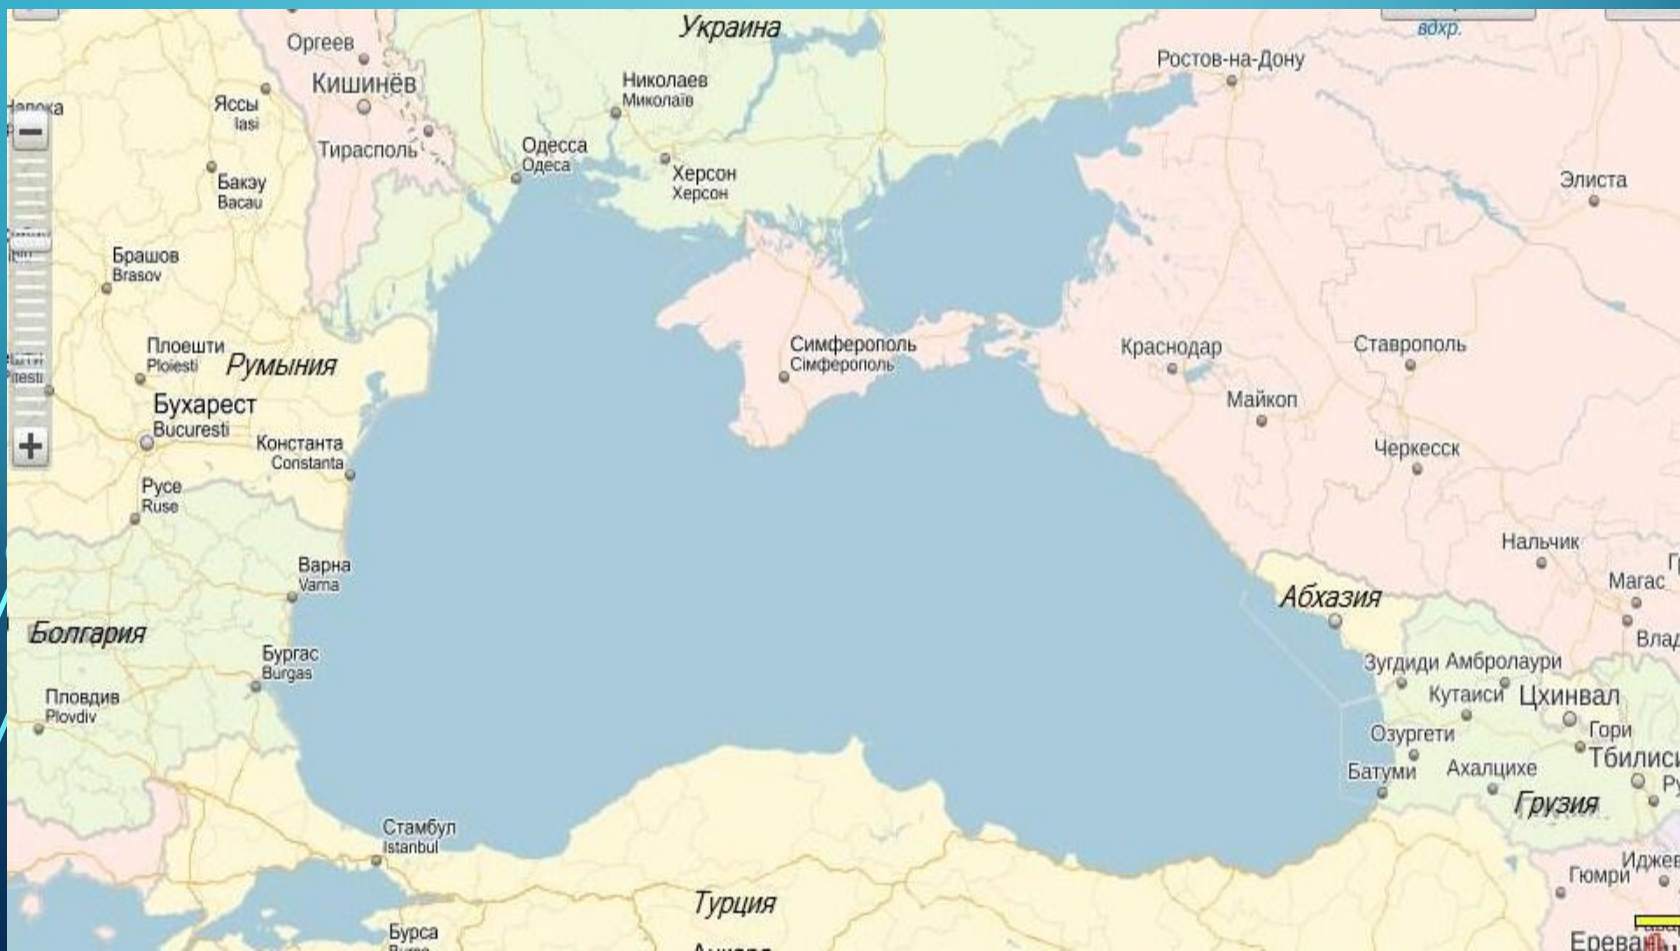 Украина
вдхр.
Оргеев
Ростов-на-Дону
Кишинёв
Николаев
Миколаїв
Яссы
Iasi
Тирасполь
Одесса
Одеса
Херсон
Херсон
Бакэу
Bacau
Элиста
Брашов
Brasov
Плоешти
Ploiesti
Румыния
Симферополь
Сімферополь
Краснодар
Ставрополь
Майкоп
Бухарест
Bucuresti
Константа
Constanta
Черкесск
Русе
Ruse
Нальчик
Варна
Varna
Магас
Абхазия
Болгария
Бургас
Burgas
Зугдиди
Амбролаури
Кутаиси
Цхинвал
Пловдив
Plovdiv
Озургети
Гори
Батуми
Ахалцихе
Тбилиси
Грузия
Стамбул
Istanbul
Гюмри
Турция
Бурса